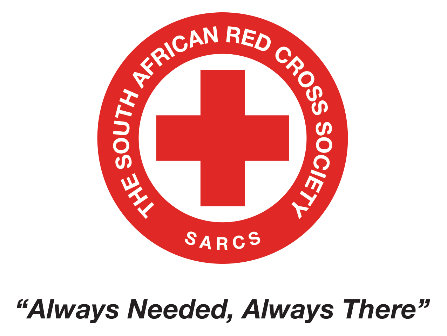 THE SOUTH AFRICAN RED CROSS SOCIETY
SARCS
“Always Needed, Always There”